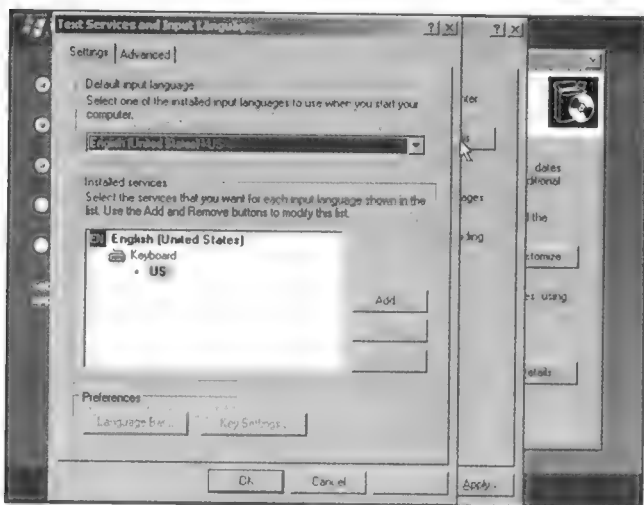 Text Services and Input Languages
Settings
Advanced
Default input language
Select one of the installed input languages to use when you start your
computer.
English (United States) - US
Installed services
Select the services that you want for each input language shown in the
list. Use the Add and Remove buttons to modify this list.
EN English (United States)
Keyboard
US
Add
Preferences
Language Bar...
Key Settings...
OK
Cancel
Apply
dates
ditional
ages
the
ding
stomize
es using
etails